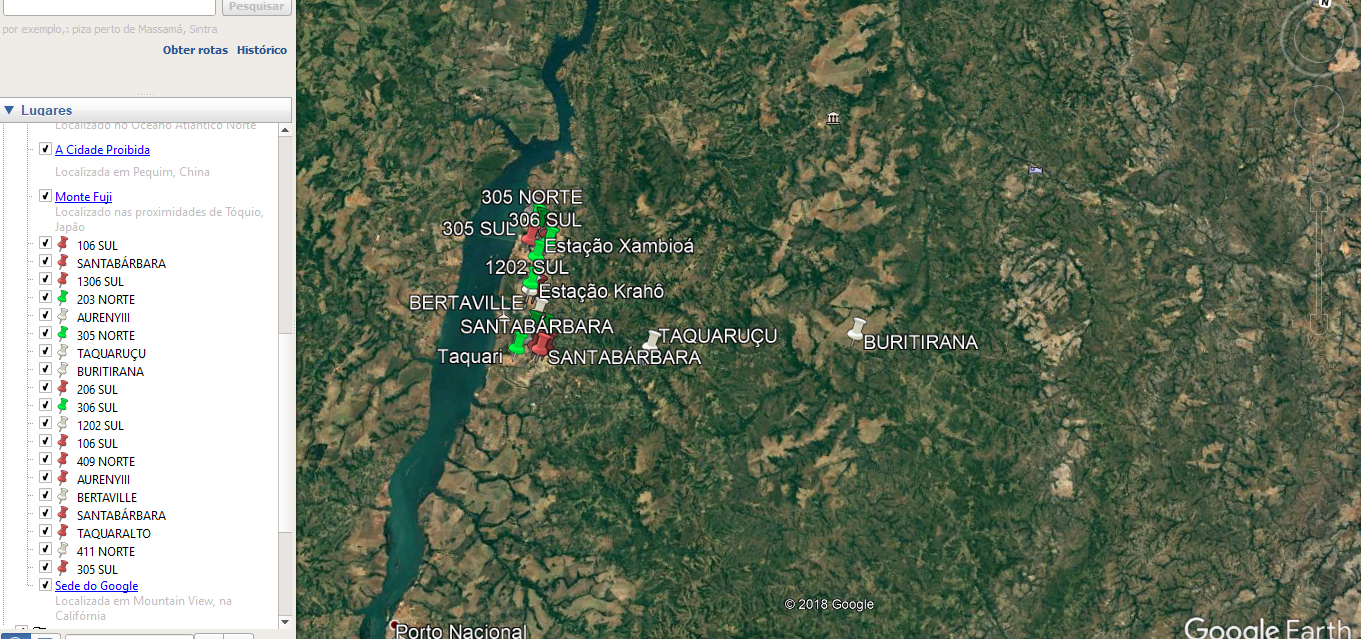 Pesquisar
por exemplo,: piza perto de Massamá, Sintra
Obter rotas Histórico
Lugares
Localizado no Oceano Atlântico Norte
A Cidade Proibida
Localizada em Pequim, China
Monte Fuji
Localizado nas proximidades de Tóquio,
Japão
106 SUL
SANTABÁRBARA
1306 SUL
203 NORTE
AURENYIII
305 NORTE
TAQUARUÇU
BURITIRANA
206 SUL
306 SUL
1202 SUL
106 SUL
409 NORTE
AURENYIII
BERTAVILLE
SANTABÁRBARA
TAQUARALTO
411 NORTE
305 SUL
Sede do Google
Localizada em Mountain View, na
Califórnia
N
305 NORTE
306 SUL
305 SUL
Estação Xambioá
1202 SUL
Estação Krahô
BERTAVILLE
SANTABÁRBARA
TAQUARUÇU
BURITIRANA
Taquari
SANTABÁRBARA
© 2018 Google
Porto Nacional
Google Earth